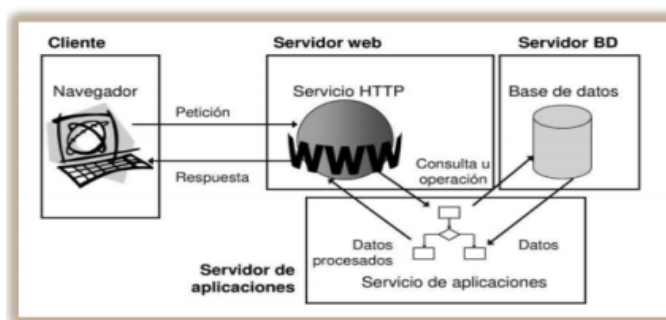 Cliente
Servidor web
Servidor BD
Navegador
Servicio HTTP
Base de datos
Petición
WWW
Respuesta
Consulta u
operación
Datos
procesados
Datos
Servidor de
aplicaciones
Servicio de aplicaciones